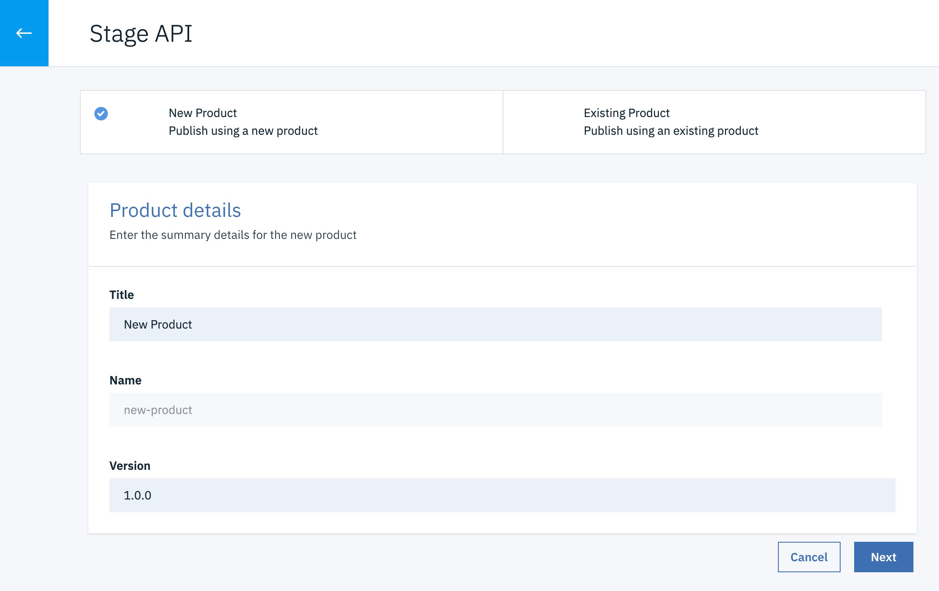 Stage API
New Product
Publish using a new product
Existing Product
Publish using an existing product
Product details
Enter the summary details for the new product
Title
New Product
Name
new-product
Version
1.0.0
Cancel
Next